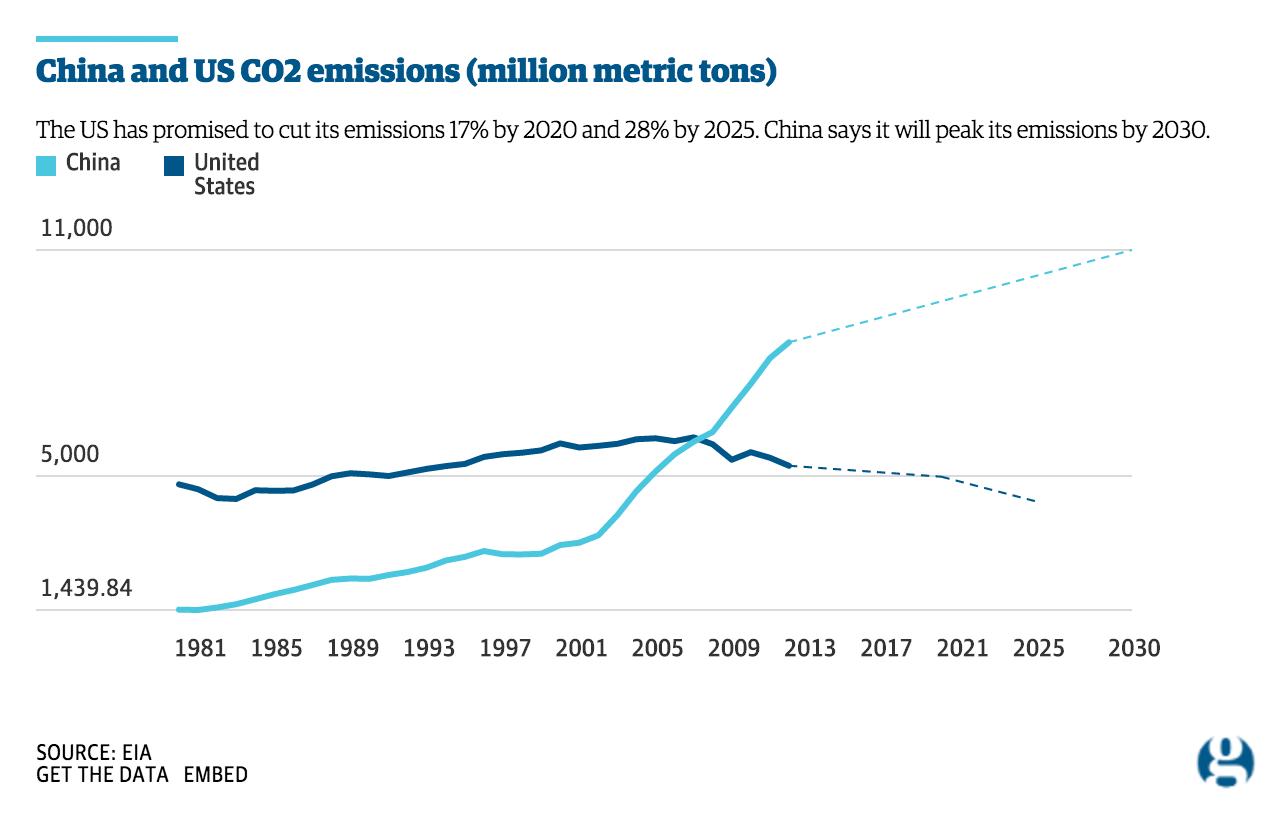 China and US CO2 emissions (million metric tons)
The US has promised to cut its emissions 17% by 2020 and 28% by 2025. China says it will peak its emissions by 2030.
China United
States
11,000
5,000
1,439.84
1981 1985 1989 1993 1997 2001 2005 2009 2013 2017 2021 2025 2030
SOURCE: EIA
GET THE DATA EMBED
g